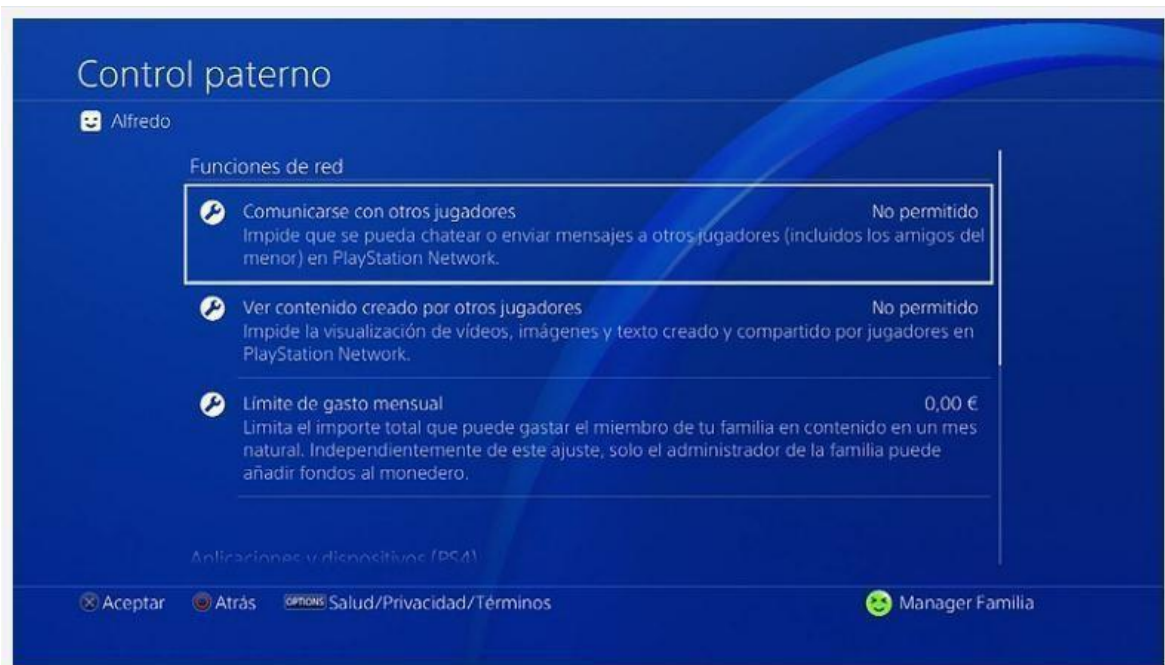 Control paterno
Alfredo
Funciones de red
Comunicarse con otros jugadores No permitido
Impide que se pueda chatear o enviar mensajes a otros jugadores (incluidos los amigos del
menor) en PlayStation Network.
Ver contenido creado por otros jugadores No permitido
Impide la visualización de vídeos, imágenes y texto creado y compartido por jugadores en
PlayStation Network.
Límite de gasto mensual 0,00 €
Limita el importe total que puede gastar el miembro de tu familia en contenido en un mes
natural. Independientemente de este ajuste, solo el administrador de la familia puede
añadir fondos al monedero.
Aplicaciones y dispositivos (PS4)
Aceptar Atrás OPTIONS Salud/Privacidad/Términos Manager Familia